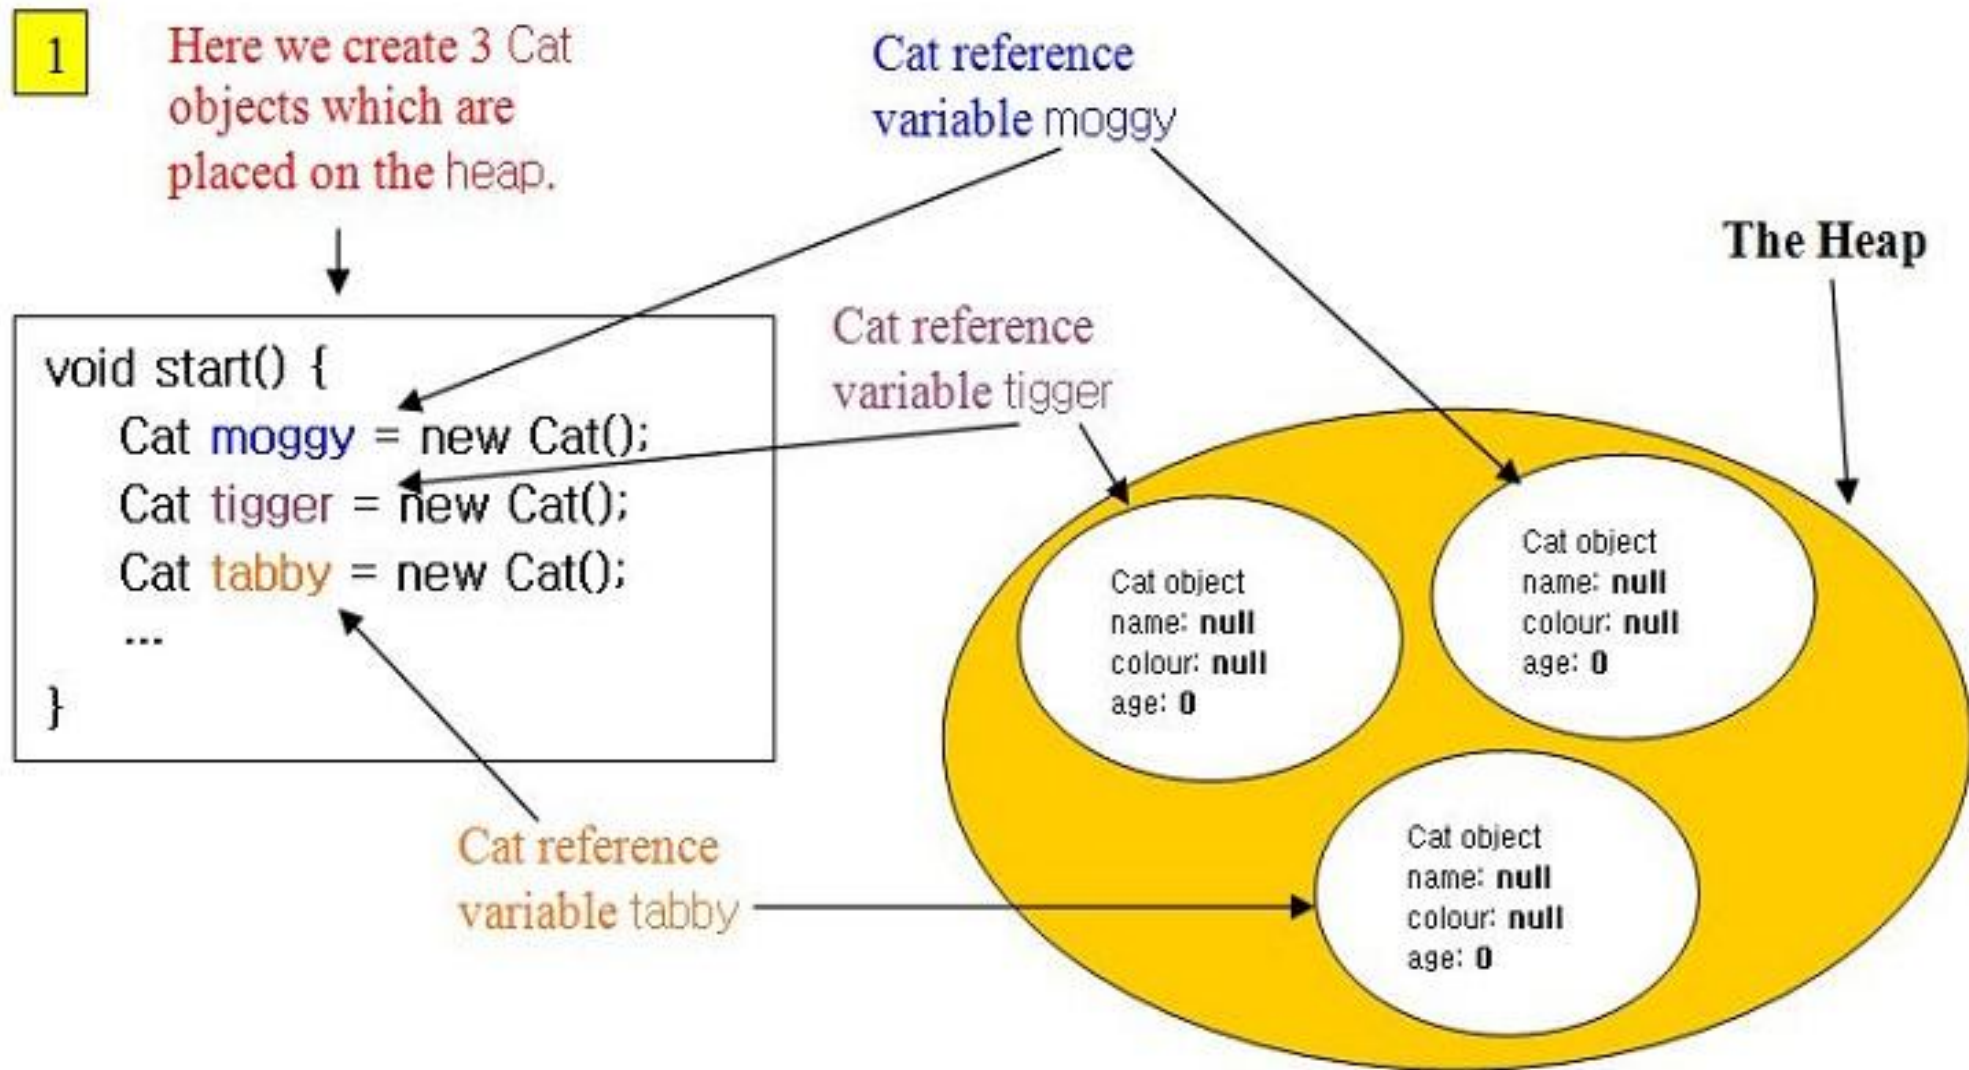 1
Here we create 3 Cat
objects which are
placed on the heap.
Cat reference
variable moggy
The Heap
Cat reference
variable tigger
void start() {
Cat moggy = new Cat();
Cat tigger = new Cat();
Cat tabby = new Cat();
...
}
Cat object
name: null
colour: null
age: 0
Cat object
name: null
colour: null
age: 0
Cat reference
variable tabby
Cat object
name: null
colour: null
age: 0